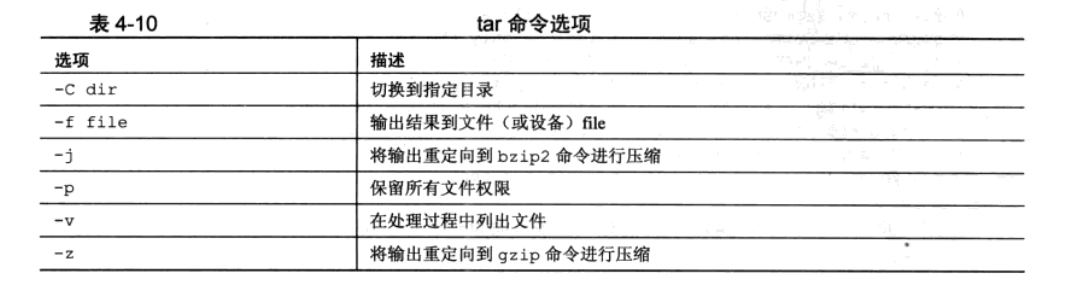 表 4-10 tar 命令选项
选项 描述
-C dir 切换到指定目录
-f file 输出结果到文件（或设备）file
-j 将输出重定向到 bzip2 命令进行压缩
-p 保留所有文件权限
-v 在处理过程中列出文件
-z 将输出重定向到 gzip 命令进行压缩